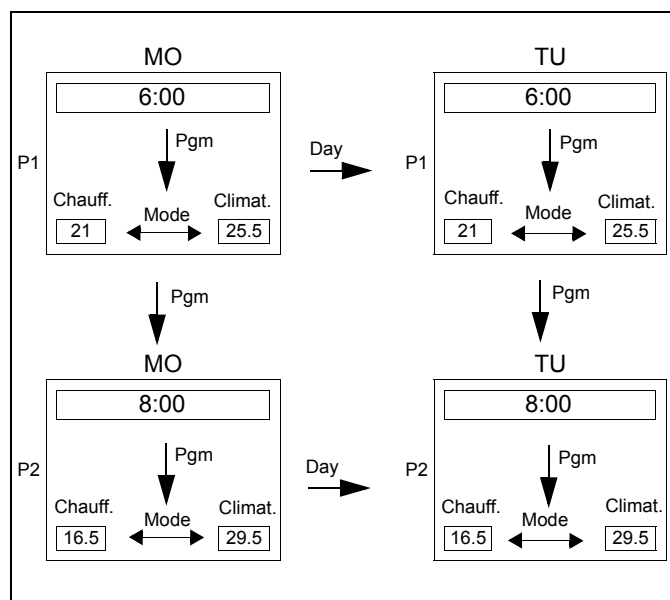 MO TU
6:00 6:00
P1 Pgm Day P1 Pgm
Chauff. Mode Climat. Chauff. Mode Climat.
21 25.5 21 25.5
Pgm Pgm
MO TU
8:00 8:00
P2 Pgm Day P2 Pgm
Chauff. Mode Climat. Chauff. Mode Climat.
16.5 29.5 16.5 29.5